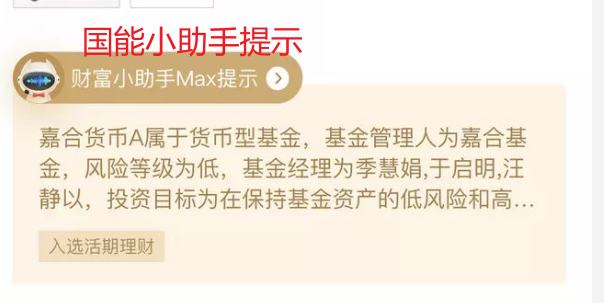 国能小助手提示
财富小助手Max提示
嘉合货币A属于货币型基金，基金管理人为嘉合基
金，风险等级为低，基金经理为季慧娟,于启明,汪
静以，投资目标为在保持基金资产的低风险和高...
入选活期理财